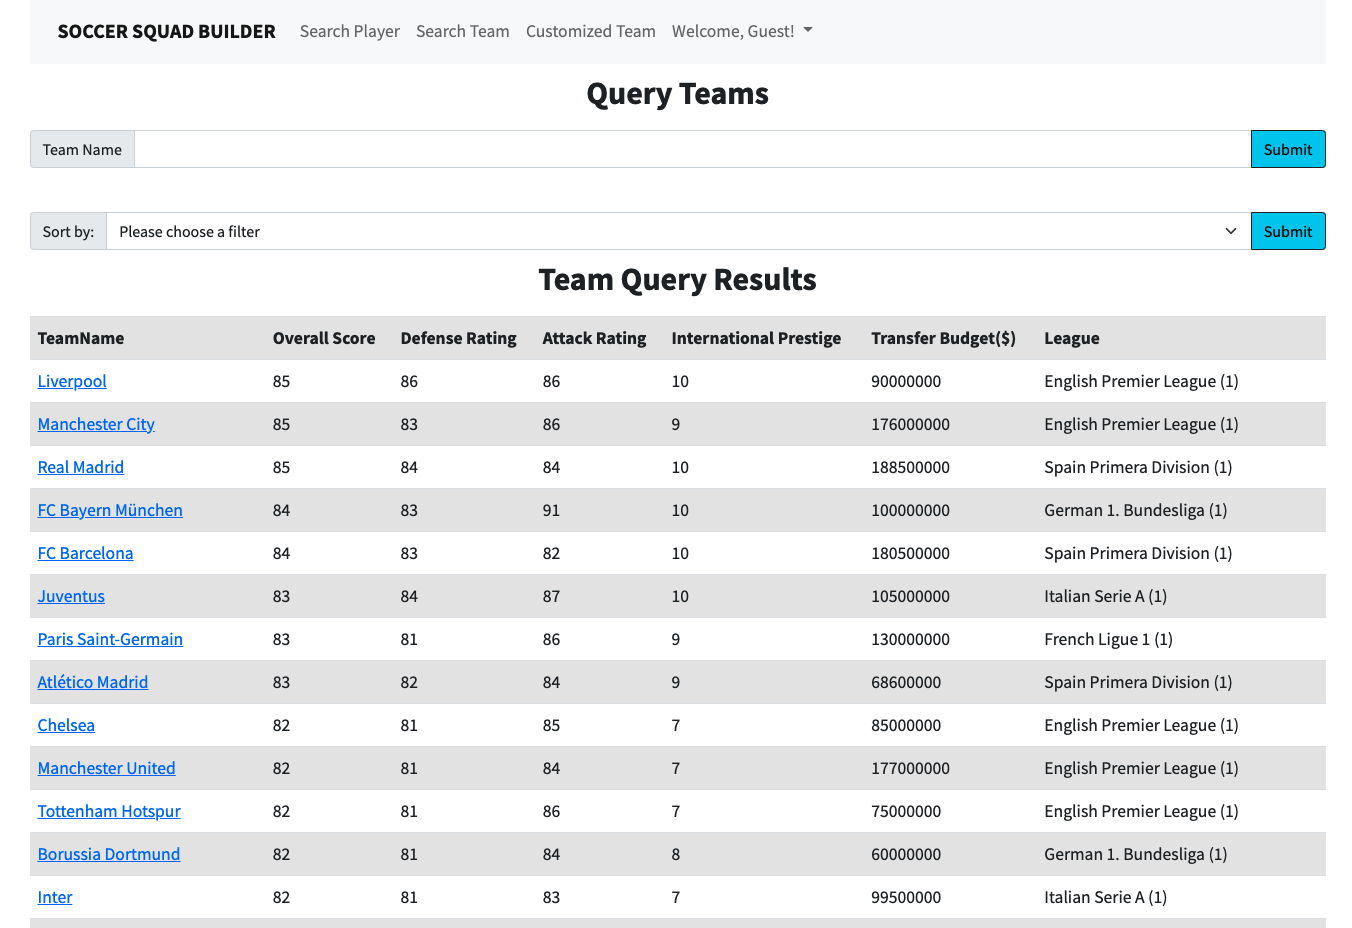 SOCCER SQUAD BUILDER Search Player Search Team Customized Team Welcome, Guest!
Query Teams
Team Name Submit
Sort by: Please choose a filter Submit
Team Query Results
TeamName Overall Score Defense Rating Attack Rating International Prestige Transfer Budget($) League
Liverpool 85 86 86 10 90000000 English Premier League (1)
Manchester City 85 83 86 9 176000000 English Premier League (1)
Real Madrid 85 84 84 10 188500000 Spain Primera Division (1)
FC Bayern München 84 83 91 10 100000000 German 1. Bundesliga (1)
FC Barcelona 84 83 82 10 180500000 Spain Primera Division (1)
Juventus 83 84 87 10 105000000 Italian Serie A (1)
Paris Saint-Germain 83 81 86 9 130000000 French Ligue 1 (1)
Atlético Madrid 83 82 84 9 68600000 Spain Primera Division (1)
Chelsea 82 81 85 7 85000000 English Premier League (1)
Manchester United 82 81 84 7 177000000 English Premier League (1)
Tottenham Hotspur 82 81 86 7 75000000 English Premier League (1)
Borussia Dortmund 82 81 84 8 60000000 German 1. Bundesliga (1)
Inter 82 81 83 7 99500000 Italian Serie A (1)